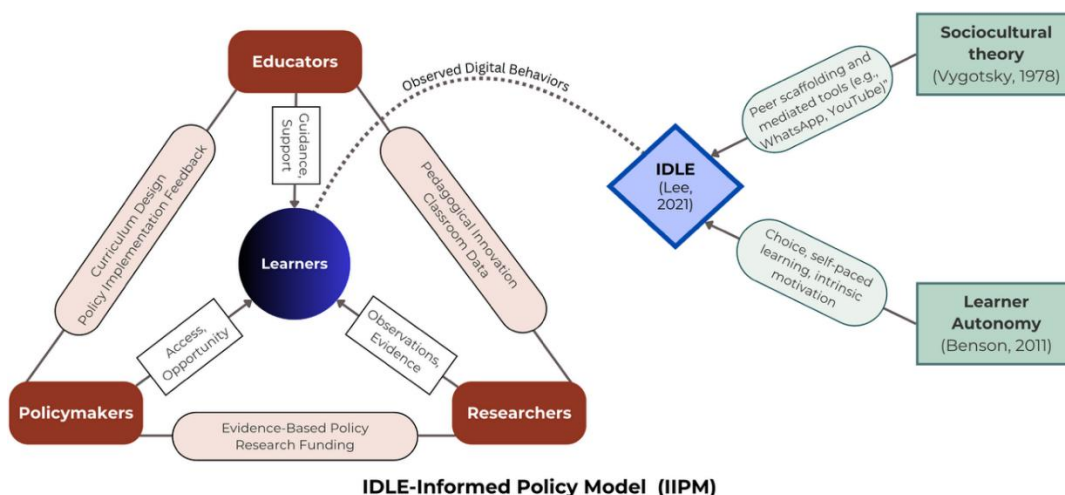 Educators
Guidance,
Support
Curriculum Design
Policy Implementation Feedback
Pedagogical Innovation
Classroom Data
Learners
Access,
Opportunity
Observations,
Evidence
Policymakers
Researchers
Evidence-Based Policy
Research Funding
Observed Digital Behaviors
IDLE
(Lee,
2021)
Peer scaffolding and
mediated tools (e.g.,
WhatsApp, YouTube)"
Sociocultural
theory
(Vygotsky, 1978)
Choice, self-paced
learning, intrinsic
motivation
Learner
Autonomy
(Benson, 2011)
IDLE-Informed Policy Model (IIPM)